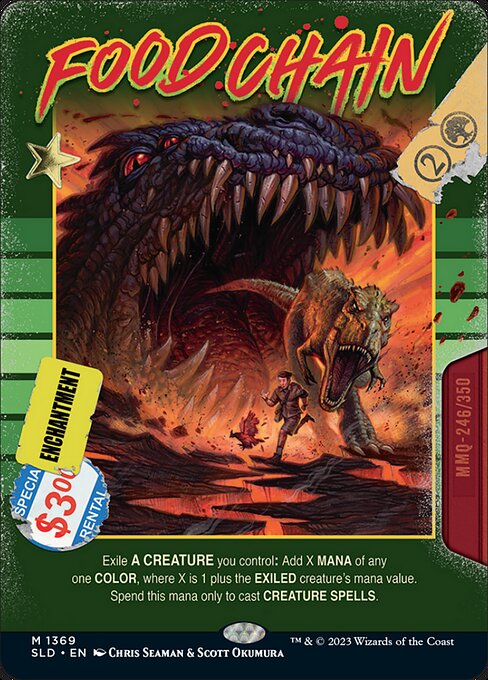 FOOD CHAIN
2
ENCHANTMENT
SPECIAL
$3.00
RENTAL
MMQ-246/350
Exile A CREATURE you control: Add X MANA of any
one COLOR, where X is 1 plus the EXILED creature's mana value.
Spend this mana only to cast CREATURE SPELLS.
M 1369
SLD • EN Chris Seaman & Scott Okumura
™ & © 2023 Wizards of the Coast